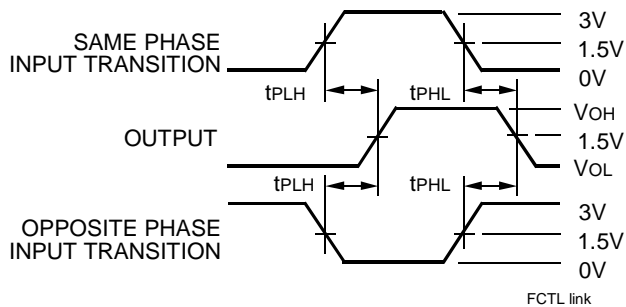 SAME PHASE
INPUT TRANSITION
3V
1.5V
0V
tPLH
tPHL
OUTPUT
VOH
1.5V
VOL
tPLH
tPHL
OPPOSITE PHASE
INPUT TRANSITION
3V
1.5V
0V
FCTL link